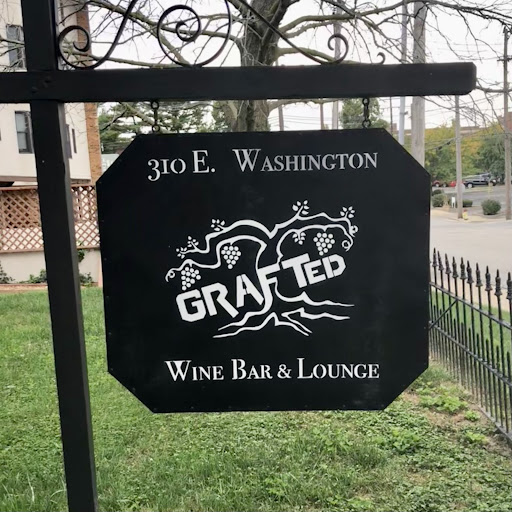 310 E. Washington
GRAFTED
Wine Bar & Lounge